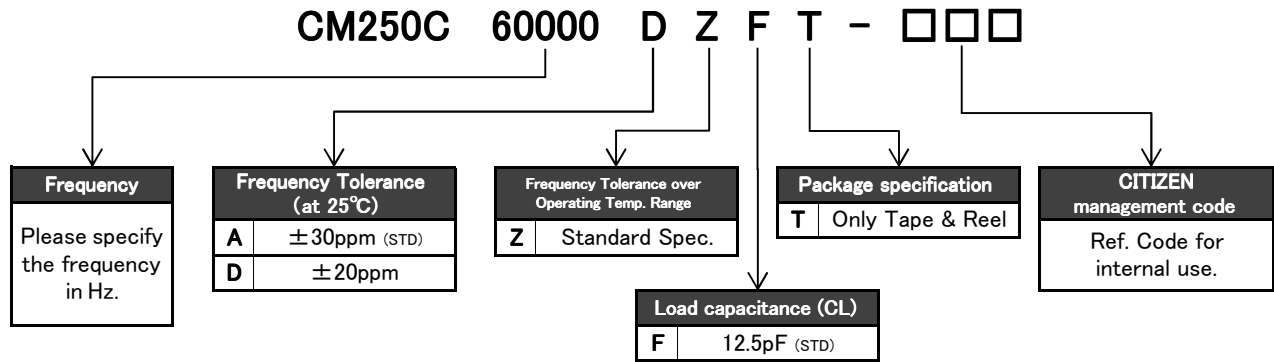 CM250C 60000 D Z F T - □□□
Frequency
Please specify
the frequency
in Hz.
Frequency Tolerance
(at 25℃)
A ±30ppm (STD)
D ±20ppm
Frequency Tolerance over
Operating Temp. Range
Z Standard Spec.
Load capacitance (CL)
F 12.5pF (STD)
Package specification
T Only Tape & Reel
CITIZEN
management code
Ref. Code for
internal use.